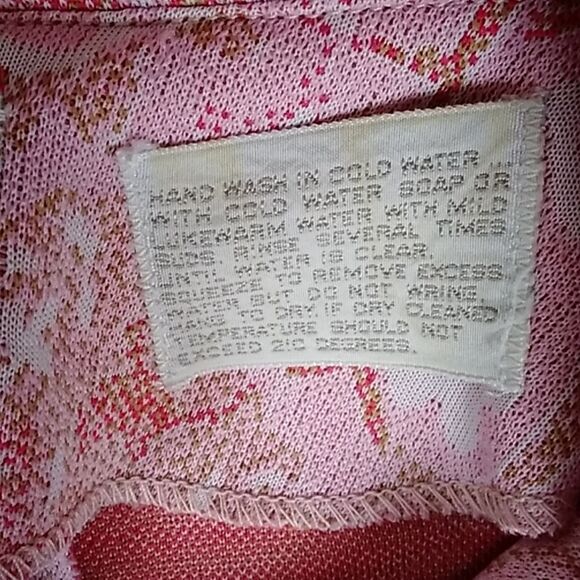 HAND WASH IN COLD WATER
WITH COLD WATER SOAP OR
LUKEWARM WATER WITH MILD
SUDS. RINSE SEVERAL TIMES
UNTIL WATER IS CLEAR.
SQUEEZE TO REMOVE EXCESS
WATER BUT DO NOT WRING.
HANG TO DRY. IF DRY CLEANED
TEMPERATURE SHOULD NOT
EXCEED 210 DEGREES.